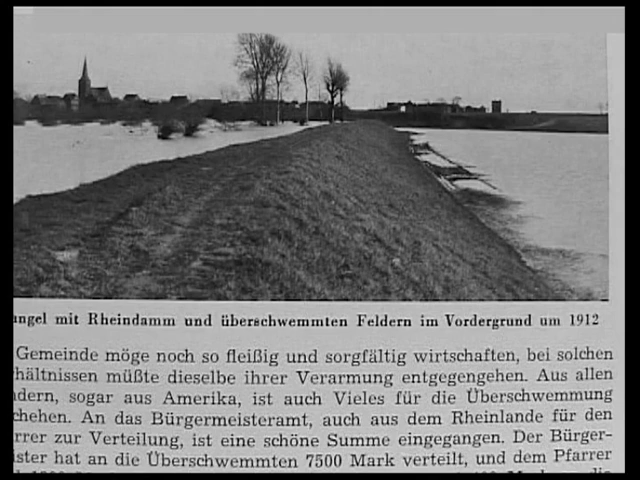 angel mit Rheindamm und überschwemmten Feldern im Vordergrund um 1912
Gemeinde möge noch so fleißig und sorgfältig wirtschaften, bei solchen
hältnissen müßte dieselbe ihrer Verarmung entgegengehen. Aus allen
ndern, sogar aus Amerika, ist auch Vieles für die Überschwemmung
chehen. An das Bürgermeisteramt, auch aus dem Rheinlande für den
rrer zur Verteilung, ist eine schöne Summe eingegangen. Der Bürger-
ister hat an die Überschwemmten 7500 Mark verteilt, und dem Pfarrer